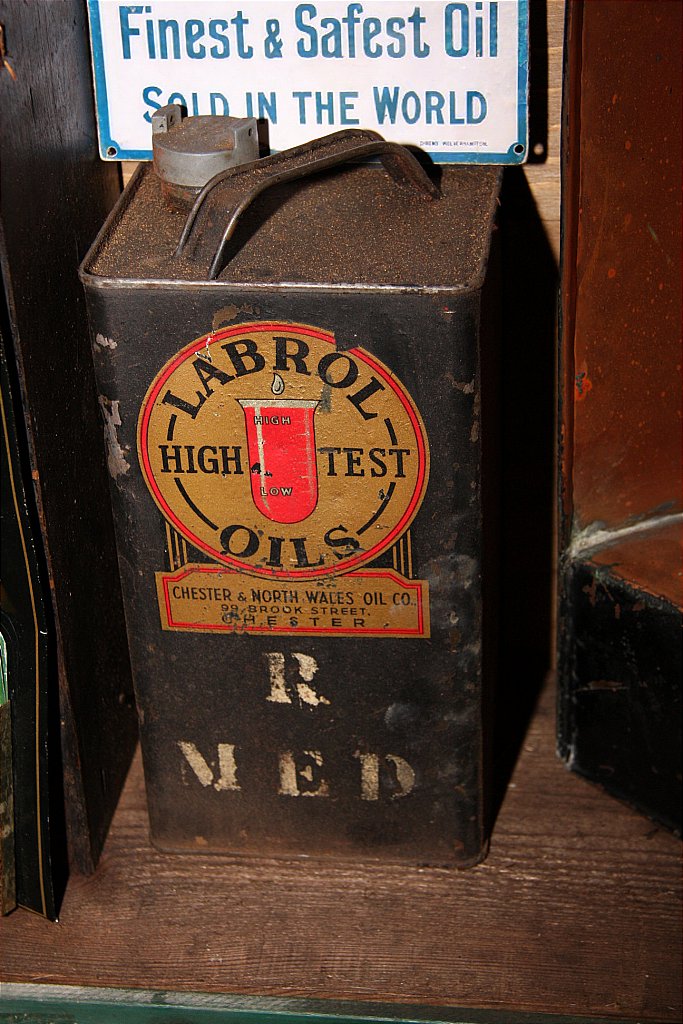 Finest & Safest Oil
SOLD IN THE WORLD
LABROL
HIGH
HIGH TEST
LOW
OILS
CHESTER & NORTH WALES OIL CO.
99, BROOK STREET,
CHESTER
R
MED